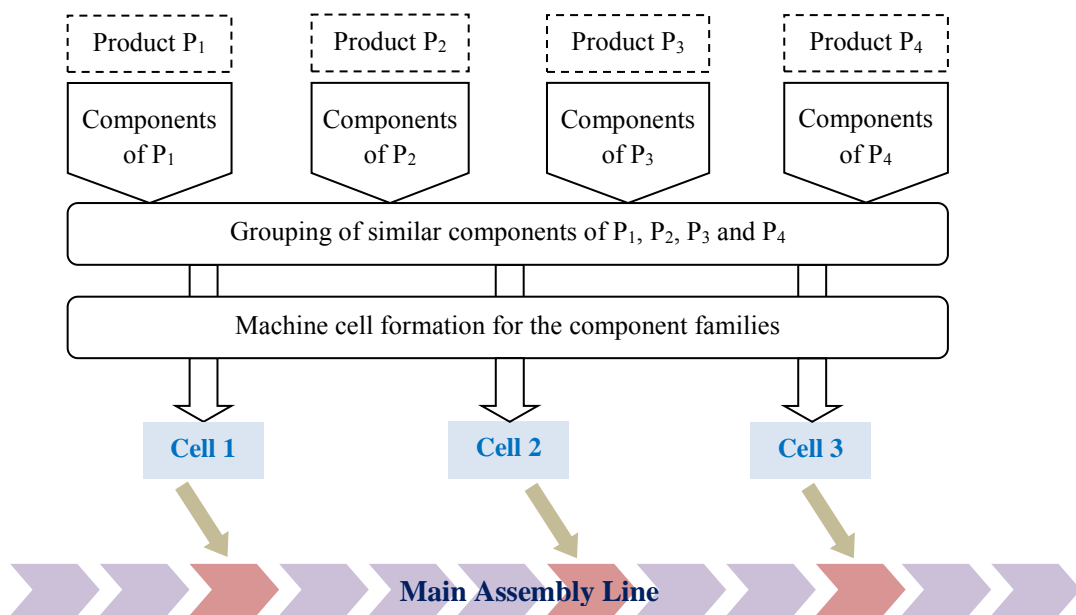 Product P₁ Product P₂ Product P₃ Product P₄
Components Components Components Components
of P₁ of P₂ of P₃ of P₄
Grouping of similar components of P₁, P₂, P₃ and P₄
Machine cell formation for the component families
Cell 1 Cell 2 Cell 3
Main Assembly Line